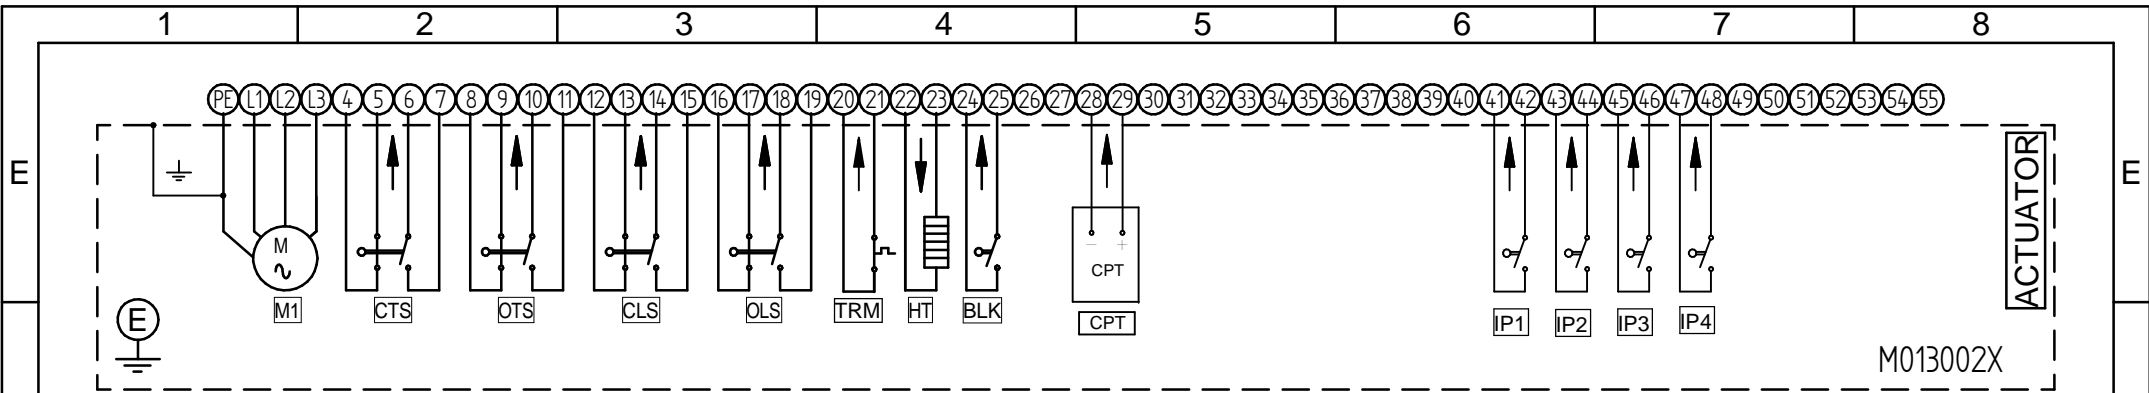 1 2 3 4 5 6 7 8
PE L1 L2 L3 4 5 6 7 8 9 10 11 12 13 14 15 16 17 18 19 20 21 22 23 24 25 26 27 28 29 30 31 32 33 34 35 36 37 38 39 40 41 42 43 44 45 46 47 48 49 50 51 52 53 54 55
E E
ACTUATOR
M
- +
CPT
M1 CTS OTS CLS OLS TRM HT BLK CPT IP1 IP2 IP3 IP4
E
M013002X